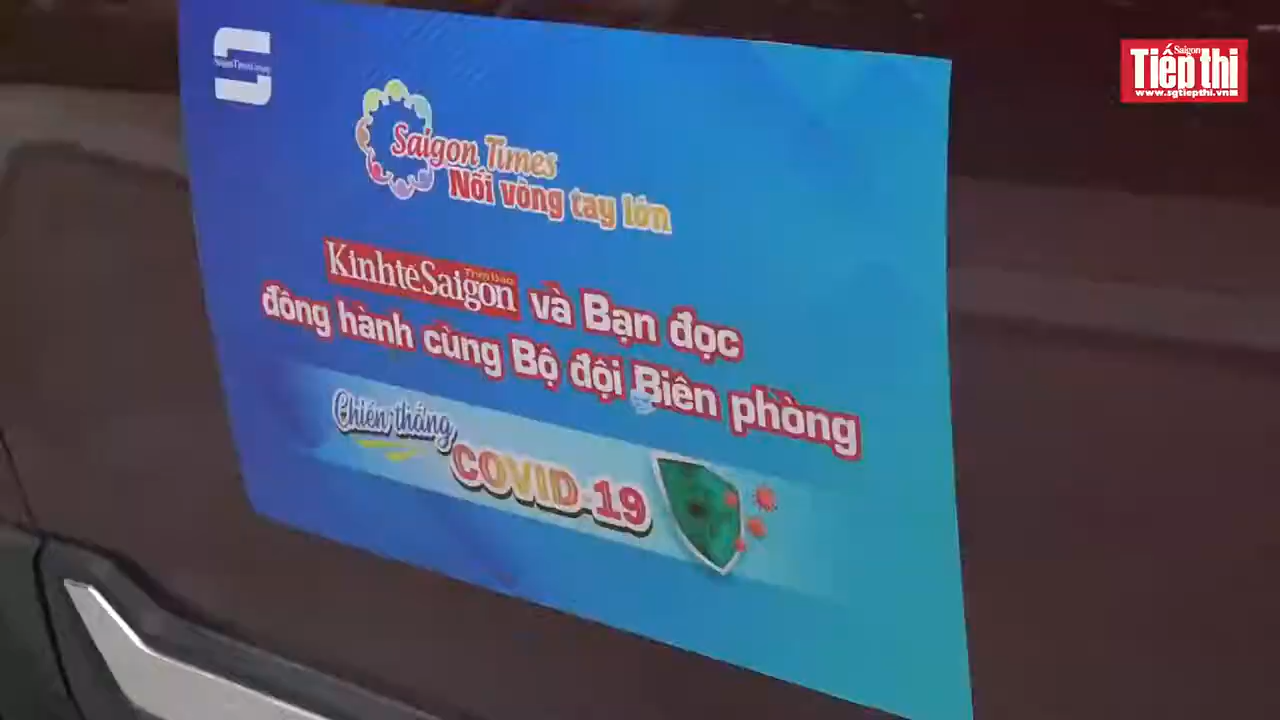 Saigon
Tiếp thị
www.sgtiepthi.vn
Saigon Times
Nối vòng tay lớn
KinhtếSaigon và Bạn đọc
đồng hành cùng Bộ đội Biên phòng
Chiến thắng
COVID-19